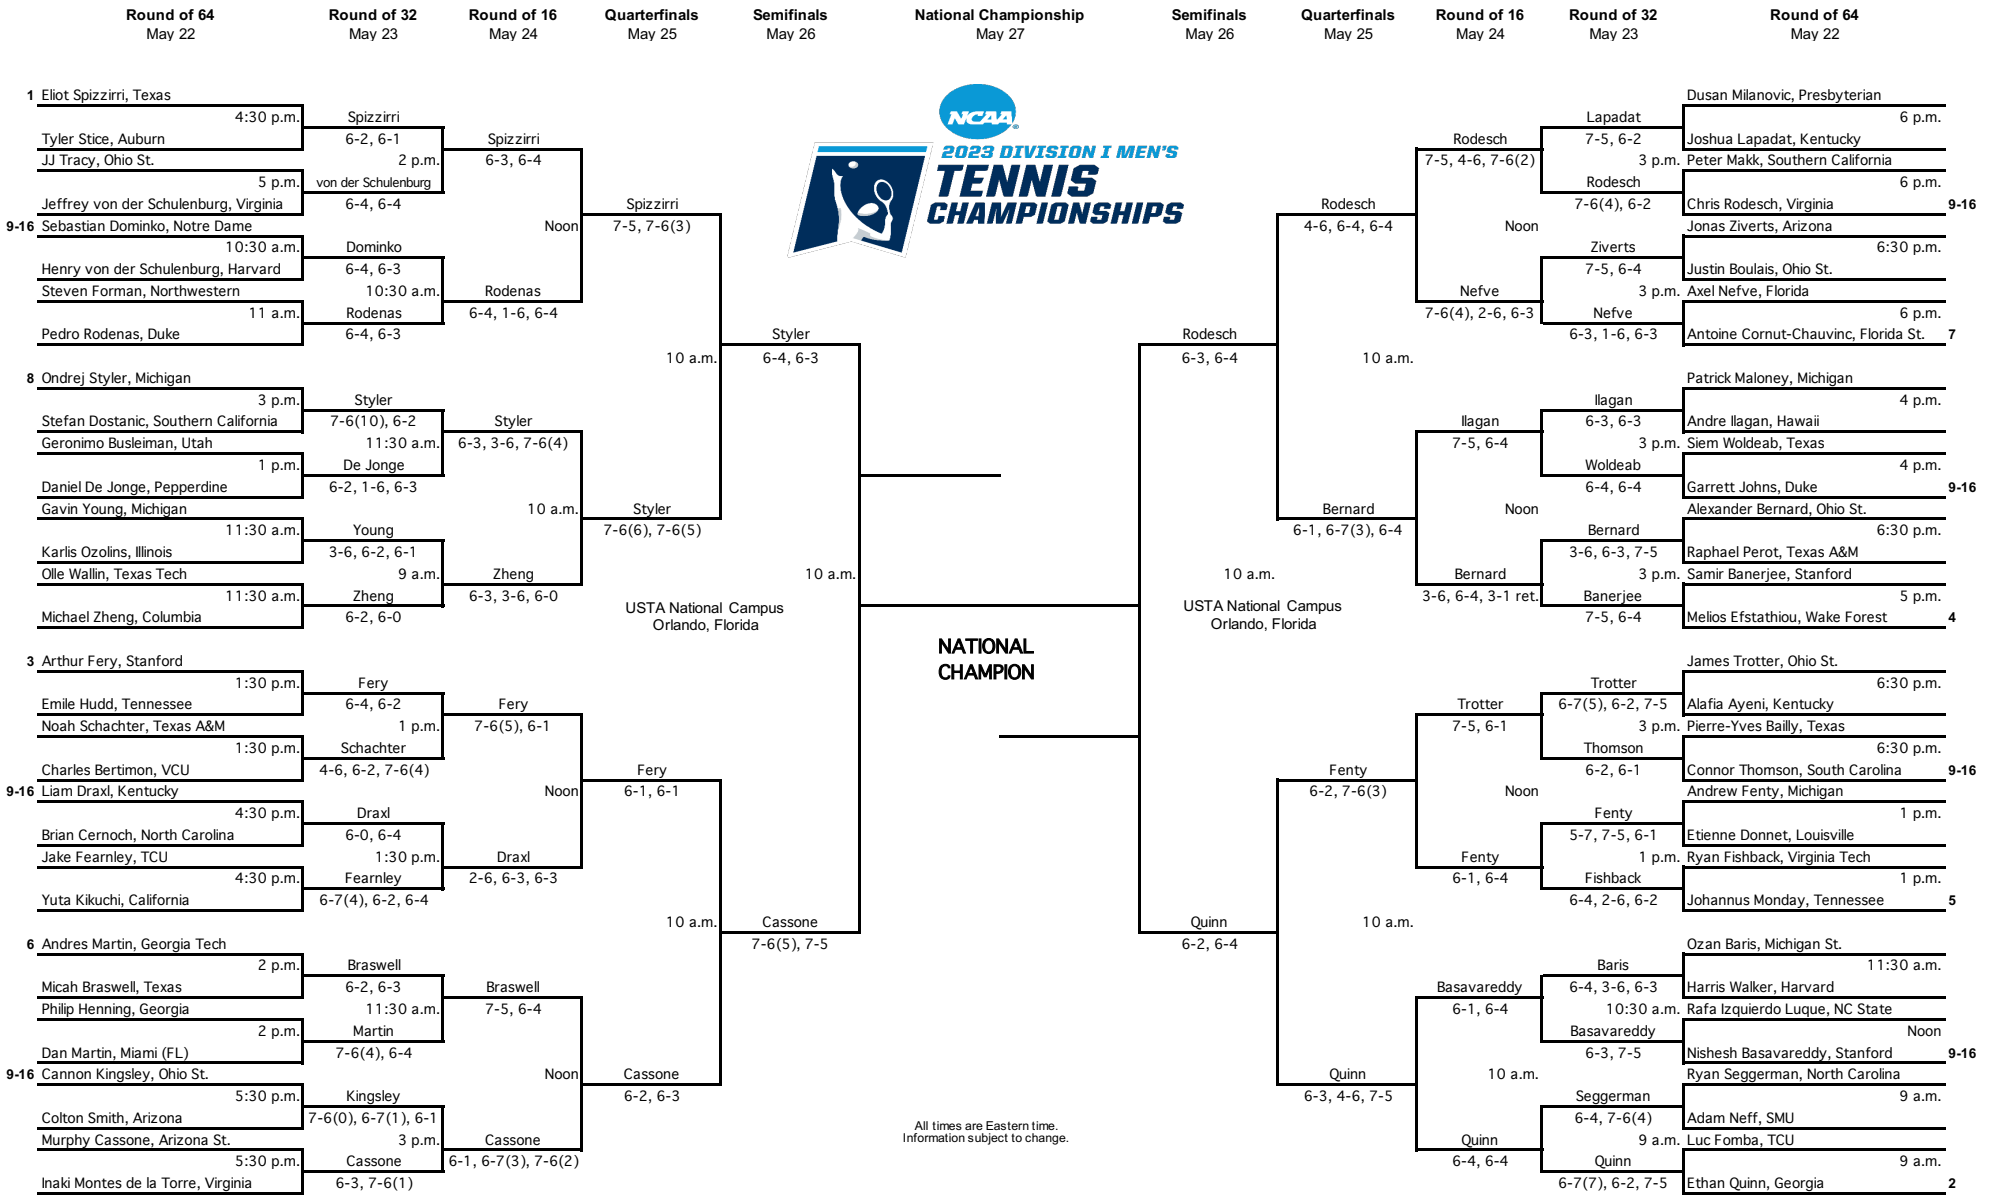 Round of 64
May 22
Round of 32
May 23
Round of 16
May 24
Quarterfinals
May 25
Semifinals
May 26
National Championship
May 27
Semifinals
May 26
Quarterfinals
May 25
Round of 16
May 24
Round of 32
May 23
Round of 64
May 22
NCAA®
2023 DIVISION I MEN'S
TENNIS
CHAMPIONSHIPS
1 Eliot Spizzirri, Texas
4:30 p.m.
Tyler Stice, Auburn
JJ Tracy, Ohio St.
5 p.m.
Jeffrey von der Schulenburg, Virginia
9-16 Sebastian Dominko, Notre Dame
10:30 a.m.
Henry von der Schulenburg, Harvard
Steven Forman, Northwestern
11 a.m.
Pedro Rodenas, Duke
8 Ondrej Styler, Michigan
3 p.m.
Stefan Dostanic, Southern California
Geronimo Busleiman, Utah
1 p.m.
Daniel De Jonge, Pepperdine
Gavin Young, Michigan
11:30 a.m.
Karlis Ozolins, Illinois
Olle Wallin, Texas Tech
11:30 a.m.
Michael Zheng, Columbia
3 Arthur Fery, Stanford
1:30 p.m.
Emile Hudd, Tennessee
Noah Schachter, Texas A&M
1:30 p.m.
Charles Bertimon, VCU
9-16 Liam Draxl, Kentucky
4:30 p.m.
Brian Cernoch, North Carolina
Jake Fearnley, TCU
4:30 p.m.
Yuta Kikuchi, California
6 Andres Martin, Georgia Tech
2 p.m.
Micah Braswell, Texas
Philip Henning, Georgia
2 p.m.
Dan Martin, Miami (FL)
9-16 Cannon Kingsley, Ohio St.
5:30 p.m.
Colton Smith, Arizona
Murphy Cassone, Arizona St.
5:30 p.m.
Inaki Montes de la Torre, Virginia
Spizzirri
6-2, 6-1
2 p.m.
von der Schulenburg
6-4, 6-4
Dominko
6-4, 6-3
10:30 a.m.
Rodenas
6-4, 6-3
Styler
7-6(10), 6-2
11:30 a.m.
De Jonge
6-2, 1-6, 6-3
Young
3-6, 6-2, 6-1
9 a.m.
Zheng
6-2, 6-0
Fery
6-4, 6-2
1 p.m.
Schachter
4-6, 6-2, 7-6(4)
Draxl
6-0, 6-4
1:30 p.m.
Fearnley
6-7(4), 6-2, 6-4
Braswell
6-2, 6-3
11:30 a.m.
Martin
7-6(4), 6-4
Kingsley
7-6(0), 6-7(1), 6-1
3 p.m.
Cassone
6-3, 7-6(1)
Spizzirri
6-3, 6-4
Noon
Rodenas
6-4, 1-6, 6-4
Styler
6-3, 3-6, 7-6(4)
10 a.m.
Zheng
6-3, 3-6, 6-0
Fery
7-6(5), 6-1
Noon
Draxl
2-6, 6-3, 6-3
Braswell
7-5, 6-4
Noon
Cassone
6-1, 6-7(3), 7-6(2)
Spizzirri
7-5, 7-6(3)
10 a.m.
Styler
7-6(6), 7-6(5)
Fery
6-1, 6-1
10 a.m.
Cassone
6-2, 6-3
Styler
6-4, 6-3
10 a.m.
USTA National Campus
Orlando, Florida
Cassone
7-6(5), 7-5
NATIONAL
CHAMPION
All times are Eastern time.
Information subject to change.
Rodesch
6-3, 6-4
10 a.m.
USTA National Campus
Orlando, Florida
Quinn
6-2, 6-4
Rodesch
4-6, 6-4, 6-4
10 a.m.
Bernard
6-1, 6-7(3), 6-4
Fenty
6-2, 7-6(3)
10 a.m.
Quinn
6-3, 4-6, 7-5
Rodesch
7-5, 4-6, 7-6(2)
Noon
Nefve
7-6(4), 2-6, 6-3
Ilagan
7-5, 6-4
Noon
Bernard
3-6, 6-4, 3-1 ret.
Trotter
7-5, 6-1
Noon
Fenty
6-1, 6-4
Basavareddy
6-1, 6-4
10 a.m.
Quinn
6-4, 6-4
Lapadat
7-5, 6-2
3 p.m.
Rodesch
7-6(4), 6-2
Ziverts
7-5, 6-4
3 p.m.
Nefve
6-3, 1-6, 6-3
Ilagan
6-3, 6-3
3 p.m.
Woldeab
6-4, 6-4
Bernard
3-6, 6-3, 7-5
3 p.m.
Banerjee
7-5, 6-4
Trotter
6-7(5), 6-2, 7-5
3 p.m.
Thomson
6-2, 6-1
Fenty
5-7, 7-5, 6-1
1 p.m.
Fishback
6-4, 2-6, 6-2
Baris
6-4, 3-6, 6-3
10:30 a.m.
Basavareddy
6-3, 7-5
Seggerman
6-4, 7-6(4)
9 a.m.
Quinn
6-7(7), 6-2, 7-5
Dusan Milanovic, Presbyterian
6 p.m.
Joshua Lapadat, Kentucky
Peter Makk, Southern California
6 p.m.
Chris Rodesch, Virginia 9-16
Jonas Ziverts, Arizona
6:30 p.m.
Justin Boulais, Ohio St.
Axel Nefve, Florida
6 p.m.
Antoine Cornut-Chauvinc, Florida St. 7
Patrick Maloney, Michigan
4 p.m.
Andre Ilagan, Hawaii
Siem Woldeab, Texas
4 p.m.
Garrett Johns, Duke 9-16
Alexander Bernard, Ohio St.
6:30 p.m.
Raphael Perot, Texas A&M
Samir Banerjee, Stanford
5 p.m.
Melios Efstathiou, Wake Forest 4
James Trotter, Ohio St.
6:30 p.m.
Alafia Ayeni, Kentucky
Pierre-Yves Bailly, Texas
6:30 p.m.
Connor Thomson, South Carolina 9-16
Andrew Fenty, Michigan
1 p.m.
Etienne Donnet, Louisville
Ryan Fishback, Virginia Tech
1 p.m.
Johannus Monday, Tennessee 5
Ozan Baris, Michigan St.
11:30 a.m.
Harris Walker, Harvard
Rafa Izquierdo Luque, NC State
Noon
Nishesh Basavareddy, Stanford 9-16
Ryan Seggerman, North Carolina
9 a.m.
Adam Neff, SMU
Luc Fomba, TCU
9 a.m.
Ethan Quinn, Georgia 2